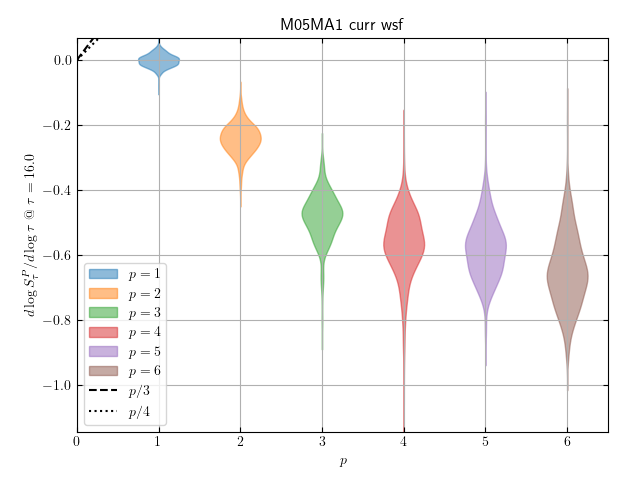 M05MA1 curr wsf
d log S_τ^p / d log τ @ τ = 16.0
0.0
−0.2
−0.4
−0.6
−0.8
−1.0
p = 1
p = 2
p = 3
p = 4
p = 5
p = 6
p/3
p/4
0 1 2 3 4 5 6
p